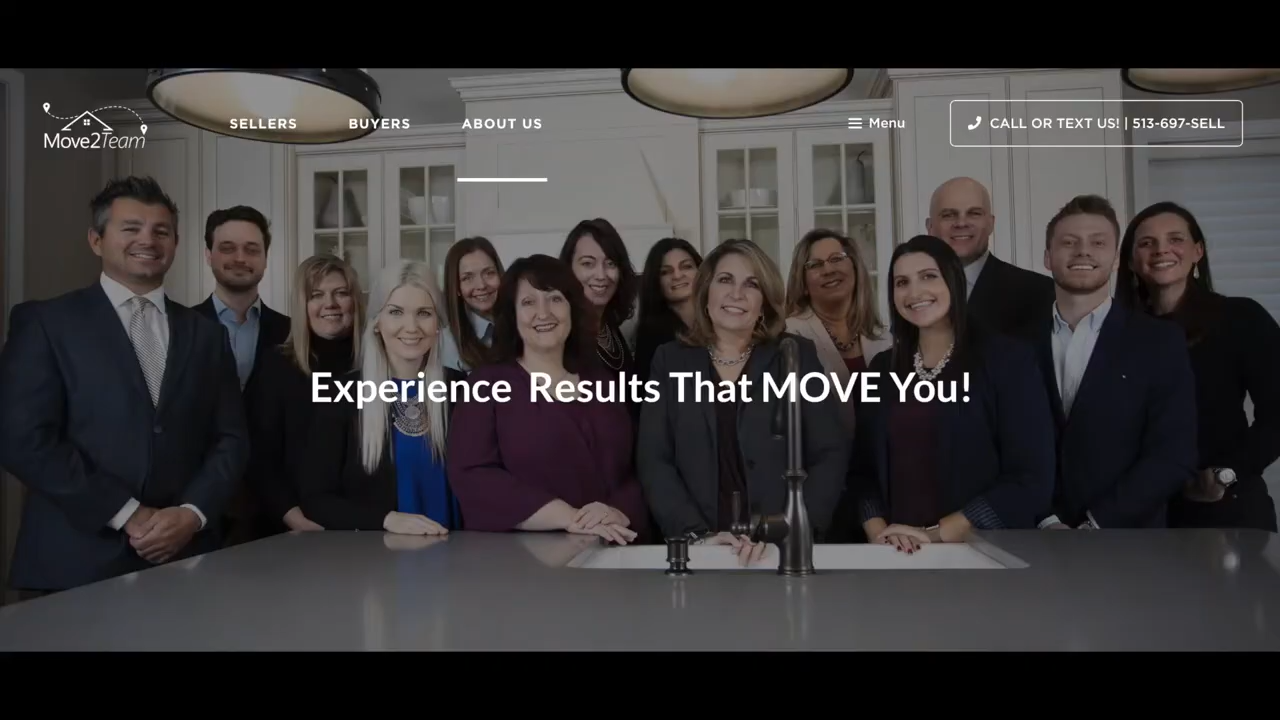 Move2Team
SELLERS
BUYERS
ABOUT US
Menu
CALL OR TEXT US! | 513-697-SELL
Experience Results That MOVE You!